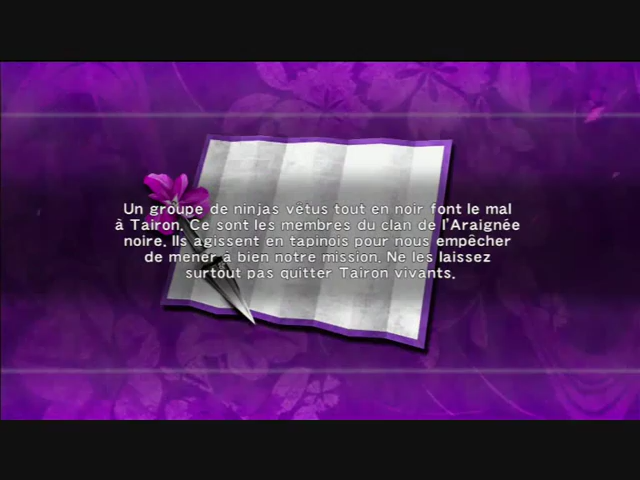 Un groupe de ninjas vêtus tout en noir font le mal
à Tairon. Ce sont les membres du clan de l'Araignée
noire. Ils agissent en tapinois pour nous empêcher
de mener à bien notre mission. Ne les laissez
surtout pas quitter Tairon vivants.